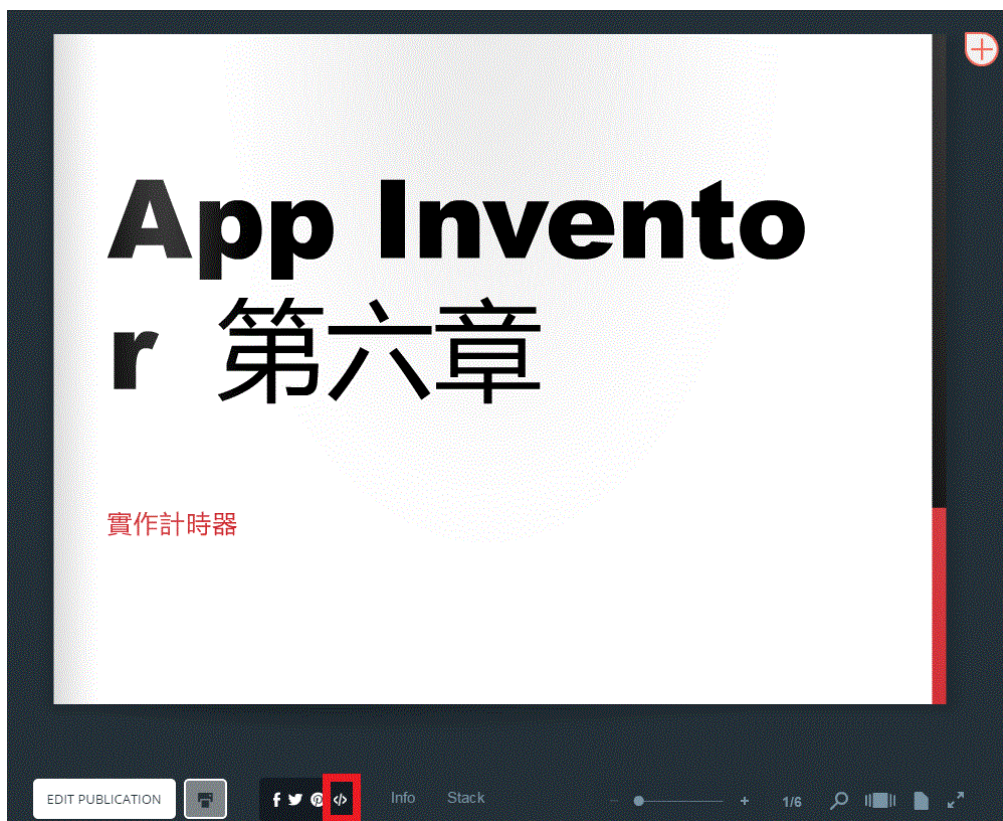 App Invento
r 第六章
實作計時器
EDIT PUBLICATION
Info
Stack
1/6